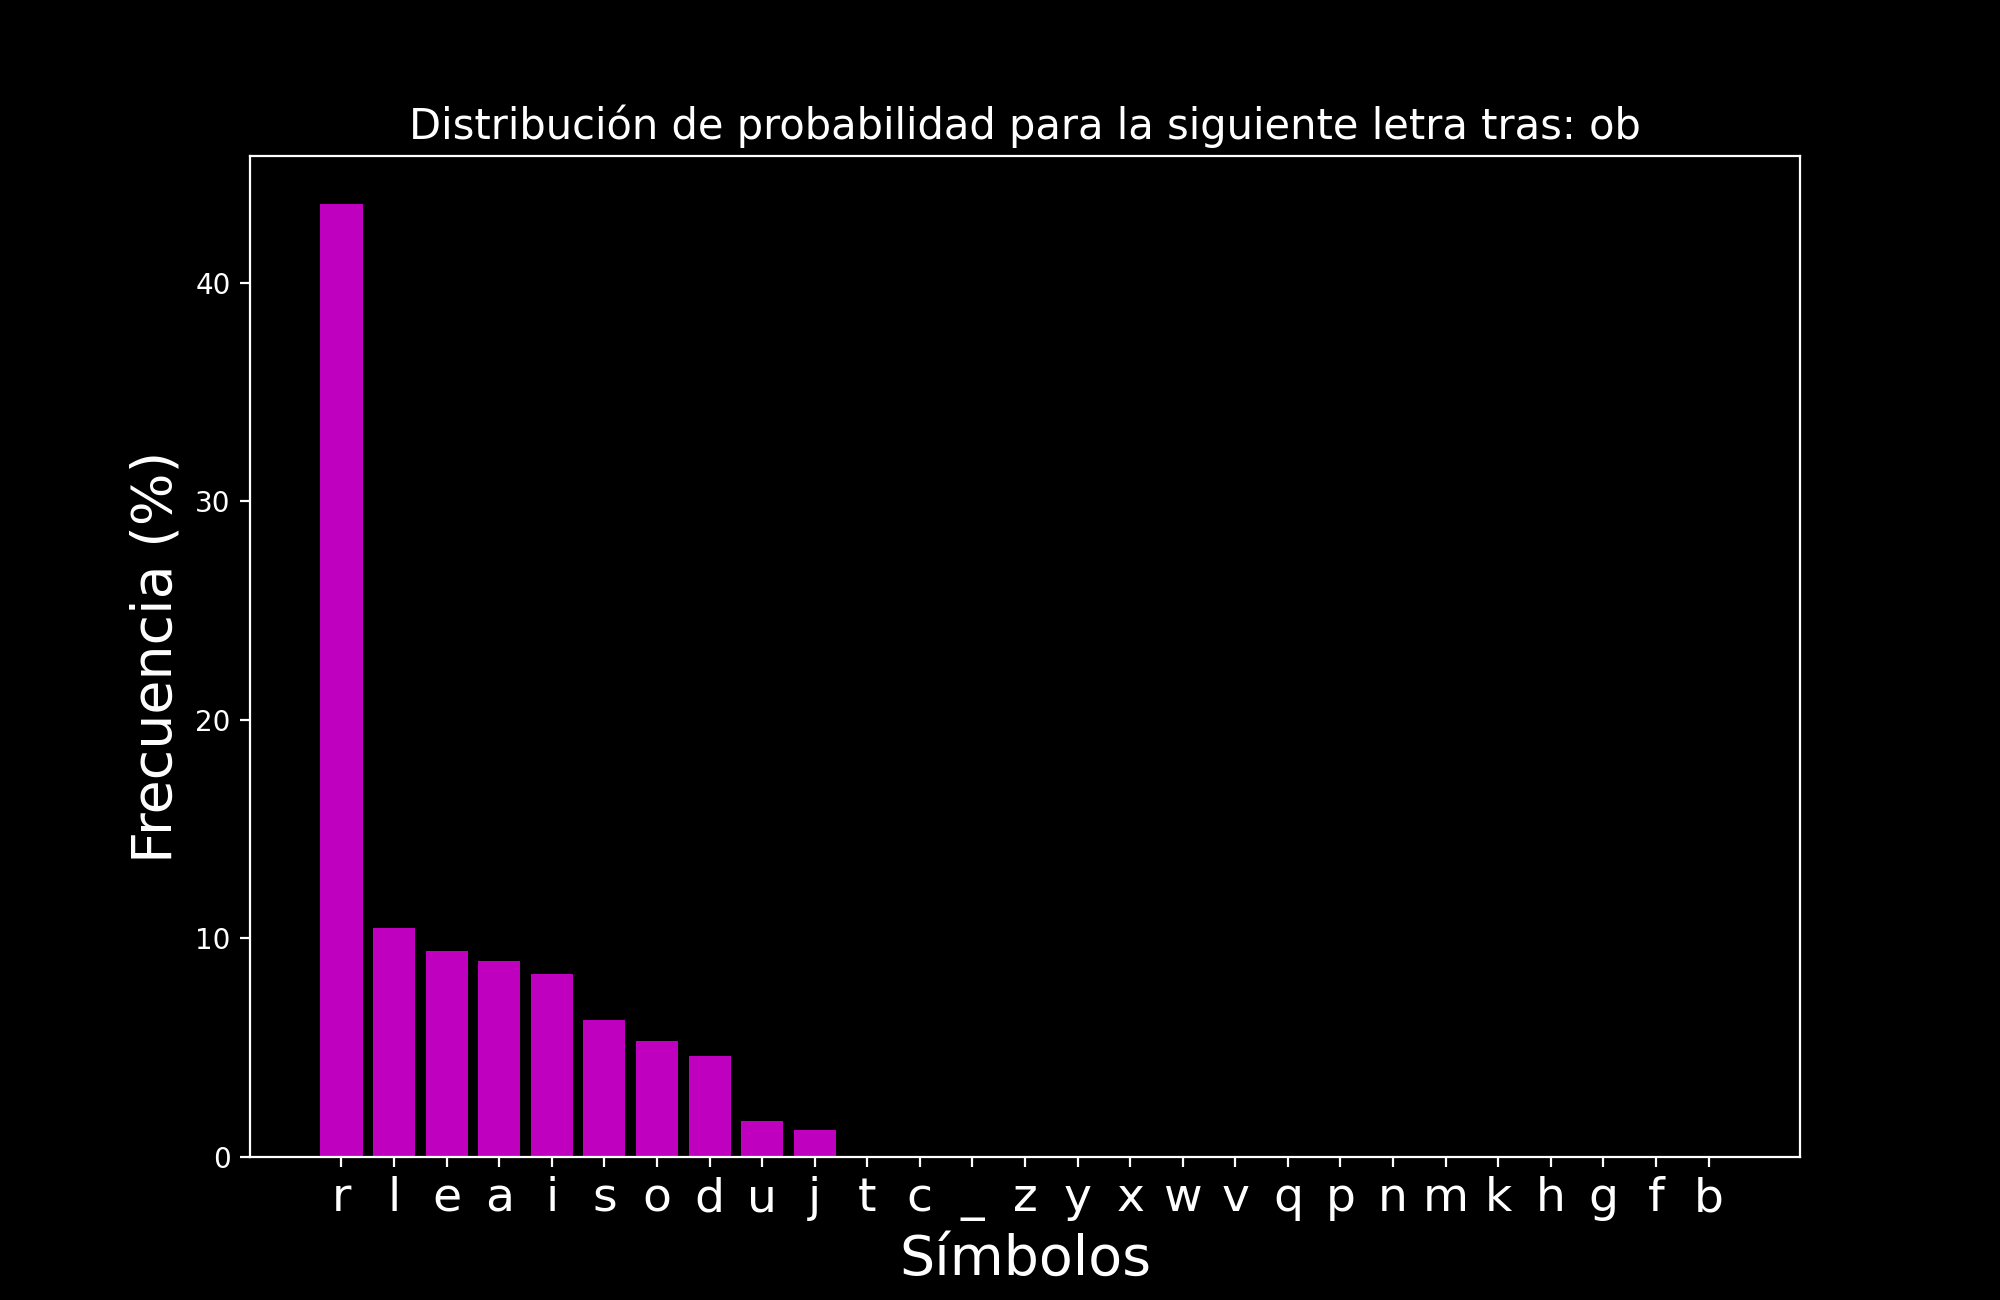 Distribución de probabilidad para la siguiente letra tras: ob
Frecuencia (%)
40
30
20
10
0
r l e a i s o d u j t c _ z y x w v q p n m k h g f b
Símbolos